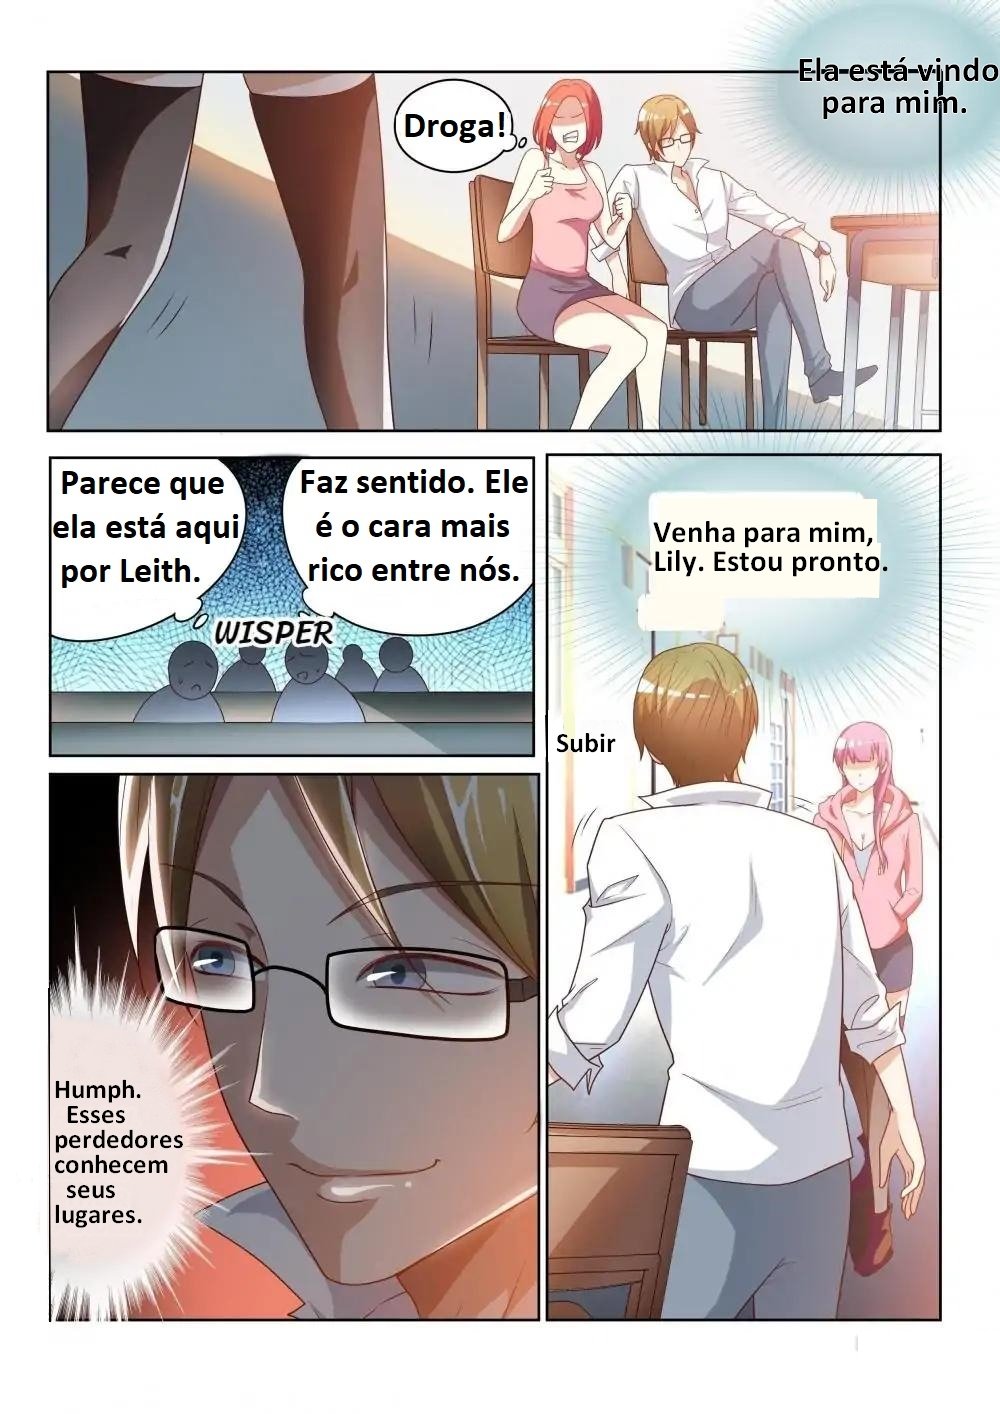 Ela está vindo
para mim.
Droga!
Parece que
ela está aqui
por Leith.
Faz sentido. Ele
é o cara mais
rico entre nós.
WISPER
Venha para mim,
Lily. Estou pronto.
Subir
Humph.
Esses
perdedores
conhecem
seus
lugares.